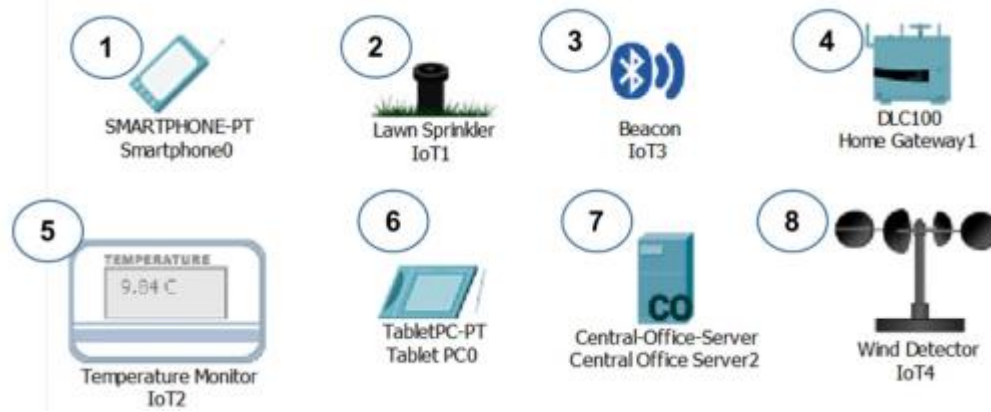 1
SMARTPHONE-PT
Smartphone0
2
Lawn Sprinkler
IoT1
3
Beacon
IoT3
4
DLC100
Home Gateway1
5
TEMPERATURE
9.84 C
Temperature Monitor
IoT2
6
TabletPC-PT
Tablet PC0
7
CO
Central-Office-Server
Central Office Server2
8
Wind Detector
IoT4